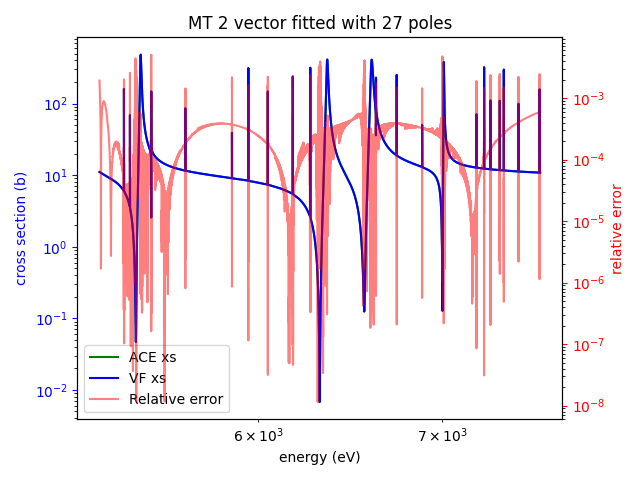 MT 2 vector fitted with 27 poles
cross section (b)
10²
10¹
10⁰
10⁻¹
10⁻²
10⁻³
10⁻⁴
10⁻⁵
10⁻⁶
10⁻⁷
10⁻⁸
relative error
ACE xs
VF xs
Relative error
6 × 10³
7 × 10³
energy (eV)